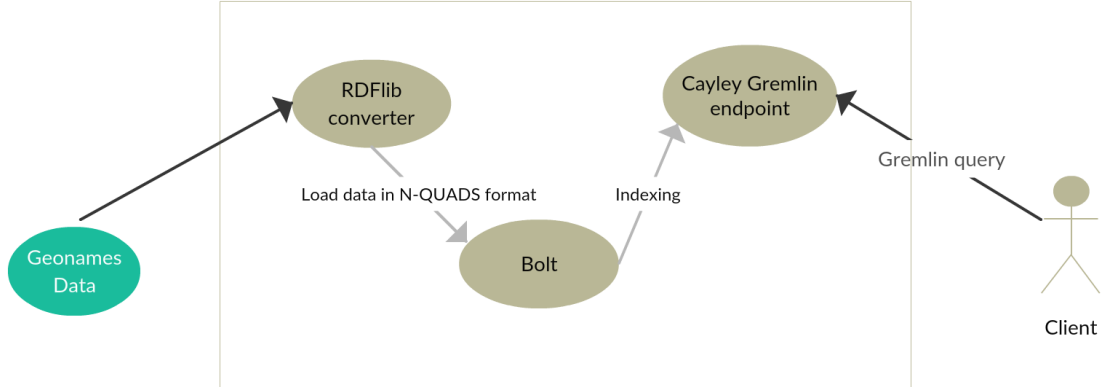 RDFlib
converter
Cayley Gremlin
endpoint
Gremlin query
Load data in N-QUADS format
Indexing
Geonames
Data
Bolt
Client